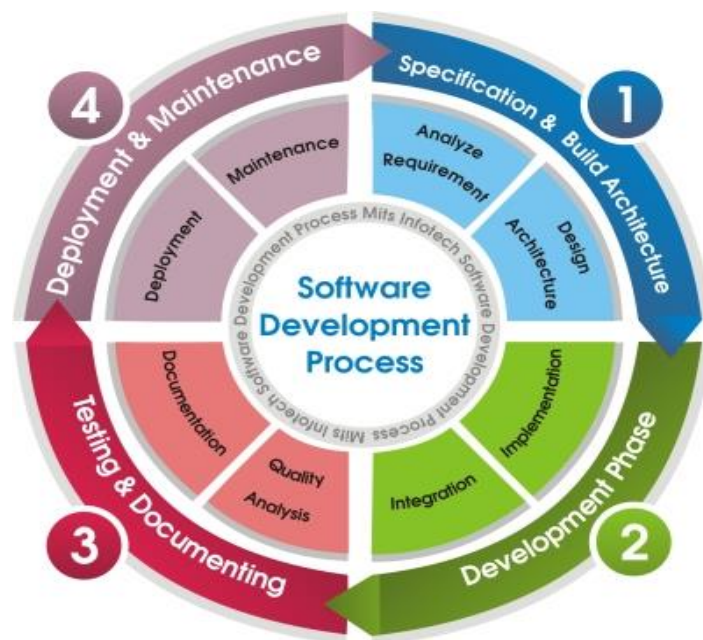 Software
Development
Process
Software Development Process Mits Infotech Software Development Process Mits Infotech
1
Specification & Build Architecture
Analyze
Requirement
Design
Architecture
2
Development Phase
Implementation
Integration
3
Testing & Documenting
Quality
Analysis
Documentation
4
Deployment & Maintenance
Deployment
Maintenance